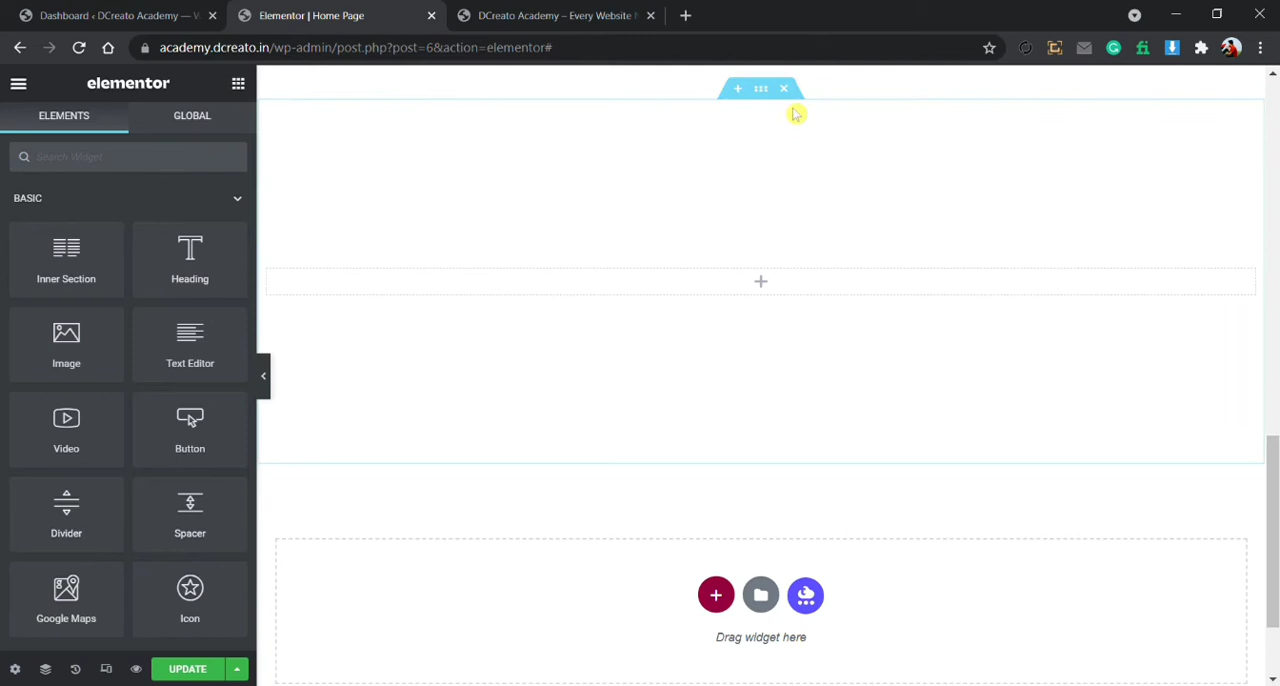 Dashboard ‹ DCreato Academy — W
Elementor | Home Page
DCreato Academy – Every Website N
academy.dcreato.in/wp-admin/post.php?post=6&action=elementor#
elementor
ELEMENTS
GLOBAL
Search Widget
BASIC
Inner Section
Heading
Image
Text Editor
Video
Button
Divider
Spacer
Google Maps
Icon
UPDATE
Drag widget here